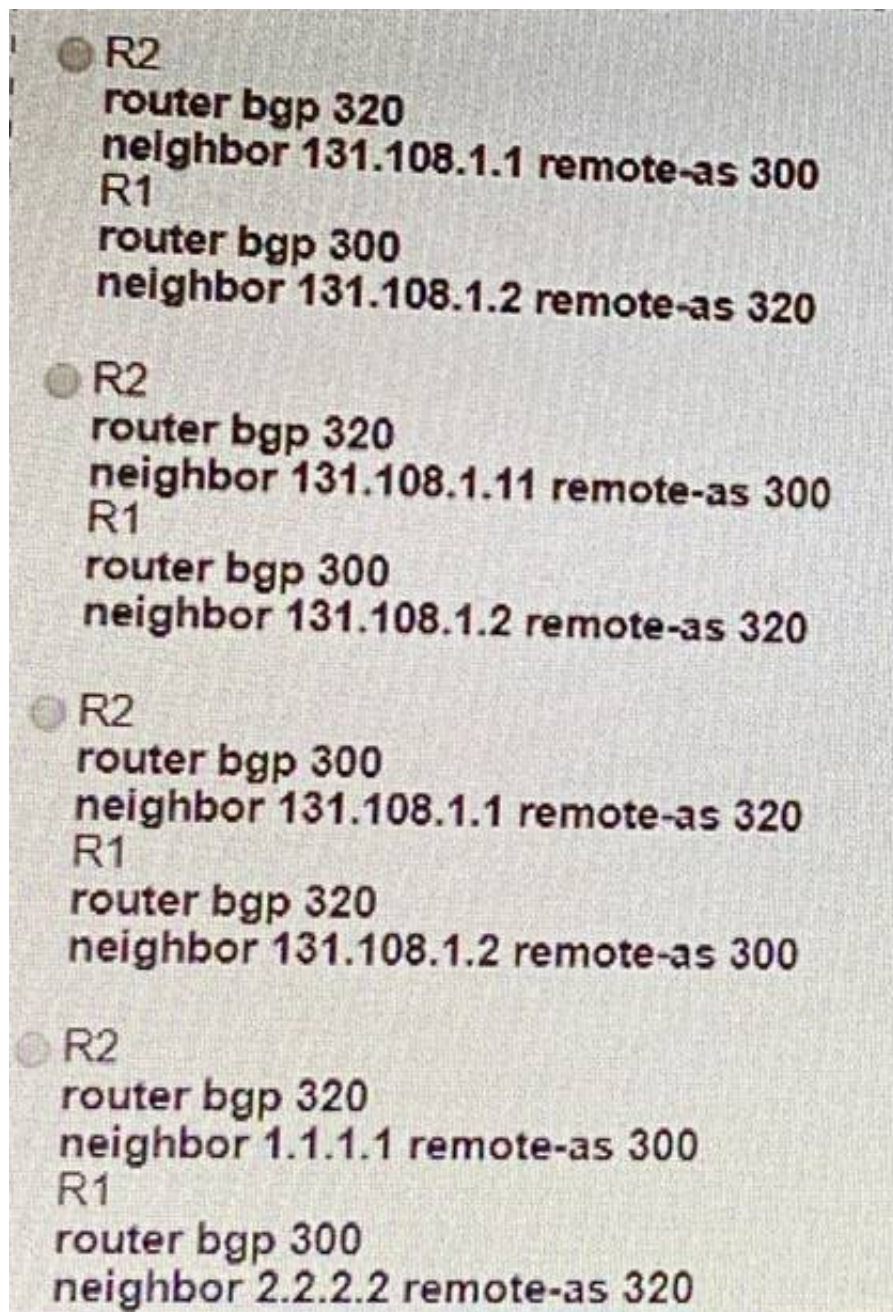 R2
router bgp 320
neighbor 131.108.1.1 remote-as 300
R1
router bgp 300
neighbor 131.108.1.2 remote-as 320
R2
router bgp 320
neighbor 131.108.1.11 remote-as 300
R1
router bgp 300
neighbor 131.108.1.2 remote-as 320
R2
router bgp 300
neighbor 131.108.1.1 remote-as 320
R1
router bgp 320
neighbor 131.108.1.2 remote-as 300
R2
router bgp 320
neighbor 1.1.1.1 remote-as 300
R1
router bgp 300
neighbor 2.2.2.2 remote-as 320